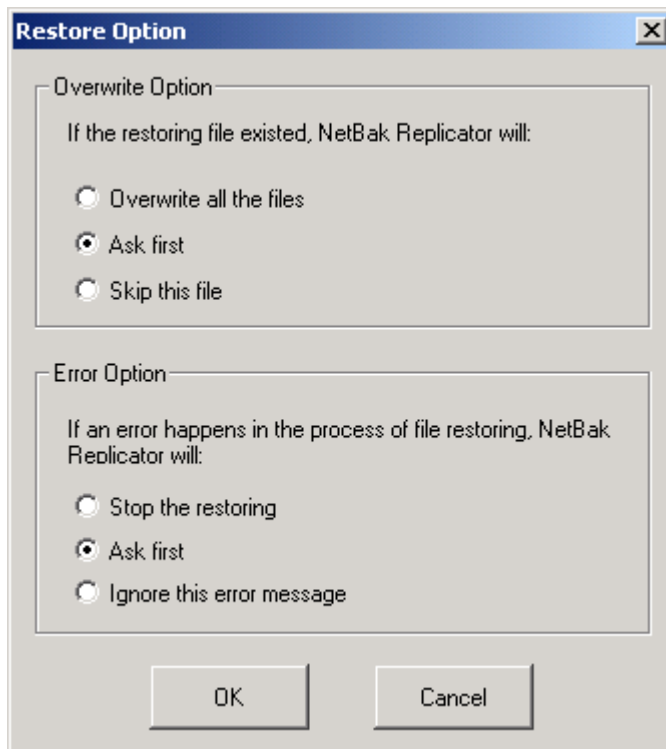 Restore Option
Overwrite Option
If the restoring file existed, NetBak Replicator will:
Overwrite all the files
Ask first
Skip this file
Error Option
If an error happens in the process of file restoring, NetBak
Replicator will:
Stop the restoring
Ask first
Ignore this error message
OK
Cancel